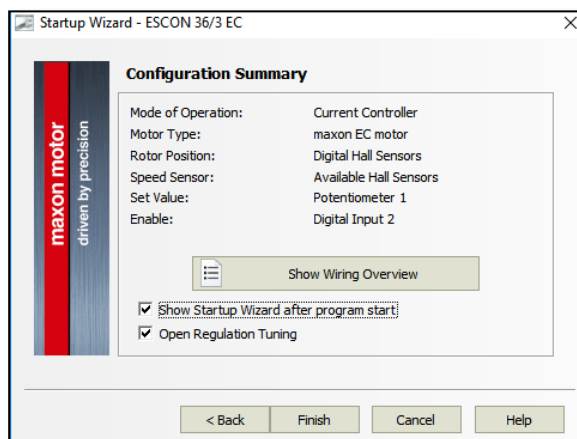 Startup Wizard - ESCON 36/3 EC
maxon motor
driven by precision
Configuration Summary
Mode of Operation: Current Controller
Motor Type: maxon EC motor
Rotor Position: Digital Hall Sensors
Speed Sensor: Available Hall Sensors
Set Value: Potentiometer 1
Enable: Digital Input 2
Show Wiring Overview
Show Startup Wizard after program start
Open Regulation Tuning
< Back Finish Cancel Help